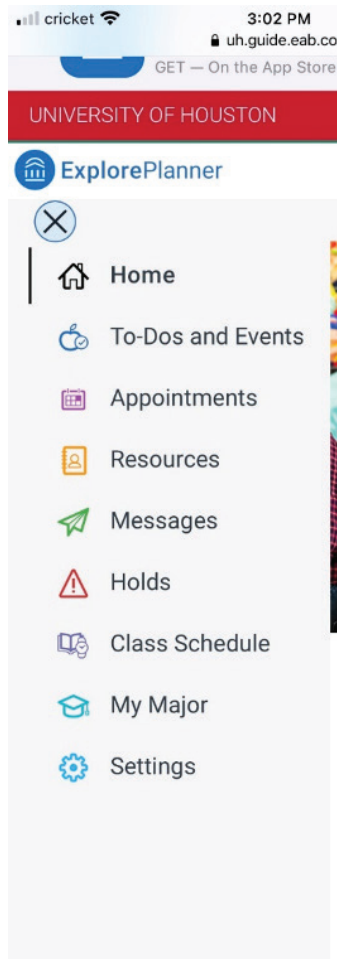 cricket 3:02 PM
uh.guide.eab.co
GET — On the App Store
UNIVERSITY OF HOUSTON
ExplorePlanner
Home
To-Dos and Events
Appointments
Resources
Messages
Holds
Class Schedule
My Major
Settings